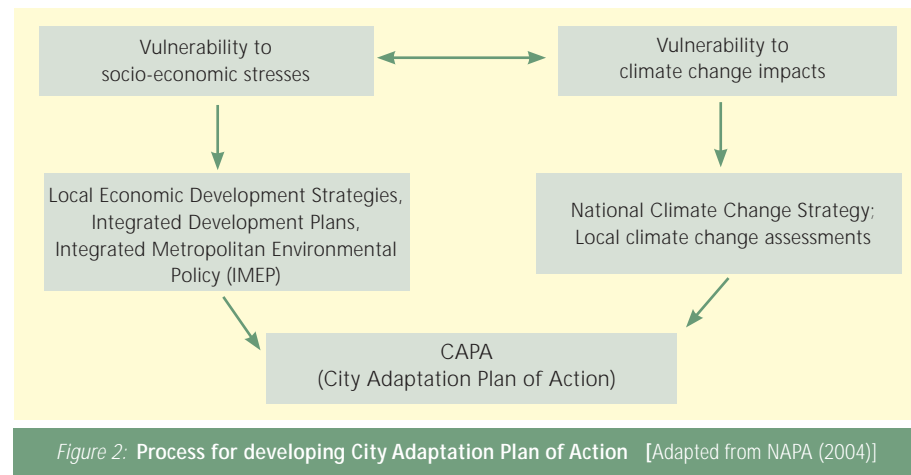 Vulnerability to
socio-economic stresses
Vulnerability to
climate change impacts
Local Economic Development Strategies,
Integrated Development Plans,
Integrated Metropolitan Environmental
Policy (IMEP)
National Climate Change Strategy;
Local climate change assessments
CAPA
(City Adaptation Plan of Action)
Figure 2: Process for developing City Adaptation Plan of Action [Adapted from NAPA (2004)]